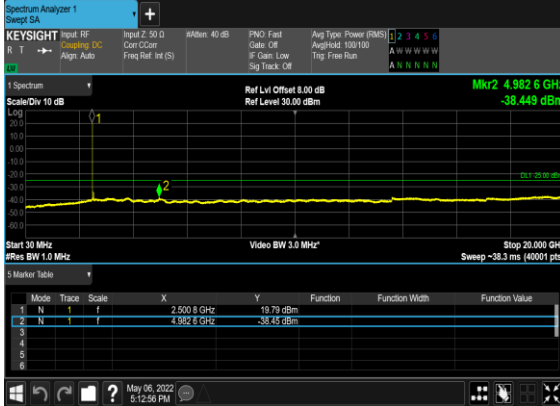 Spectrum Analyzer 1
Swept SA
+
KEYSIGHT Input: RF Input Z: 50 Ω #Atten: 40 dB PNO: Fast Avg Type: Power (RMS) 1 2 3 4 5 6
R T Coupling: DC Corr CCorr Gate: Off Avg|Hold: 100/100 A W W W W W
Align: Auto Freq Ref: Int (S) IF Gain: Low Trig: Free Run
LXI Sig Track: Off A N N N N N
1 Spectrum
Ref Lvl Offset 8.00 dB Mkr2 4.982 6 GHz
Scale/Div 10 dB Ref Level 30.00 dBm -38.449 dBm
Log
20.0
10.0
0.00
-10.0
-20.0
-30.0
-40.0
-50.0
-60.0
1
2
DL1 -25.00 dBm
Start 30 MHz Video BW 3.0 MHz* Stop 20.000 GH
#Res BW 1.0 MHz Sweep ~38.3 ms (40001 pts
5 Marker Table
Mode Trace Scale X Y Function Function Width Function Value
1 N 1 f 2.500 8 GHz 19.79 dBm
2 N 1 f 4.982 6 GHz -38.45 dBm
3
4
5
6
?
May 06, 2022
5:12:56 PM